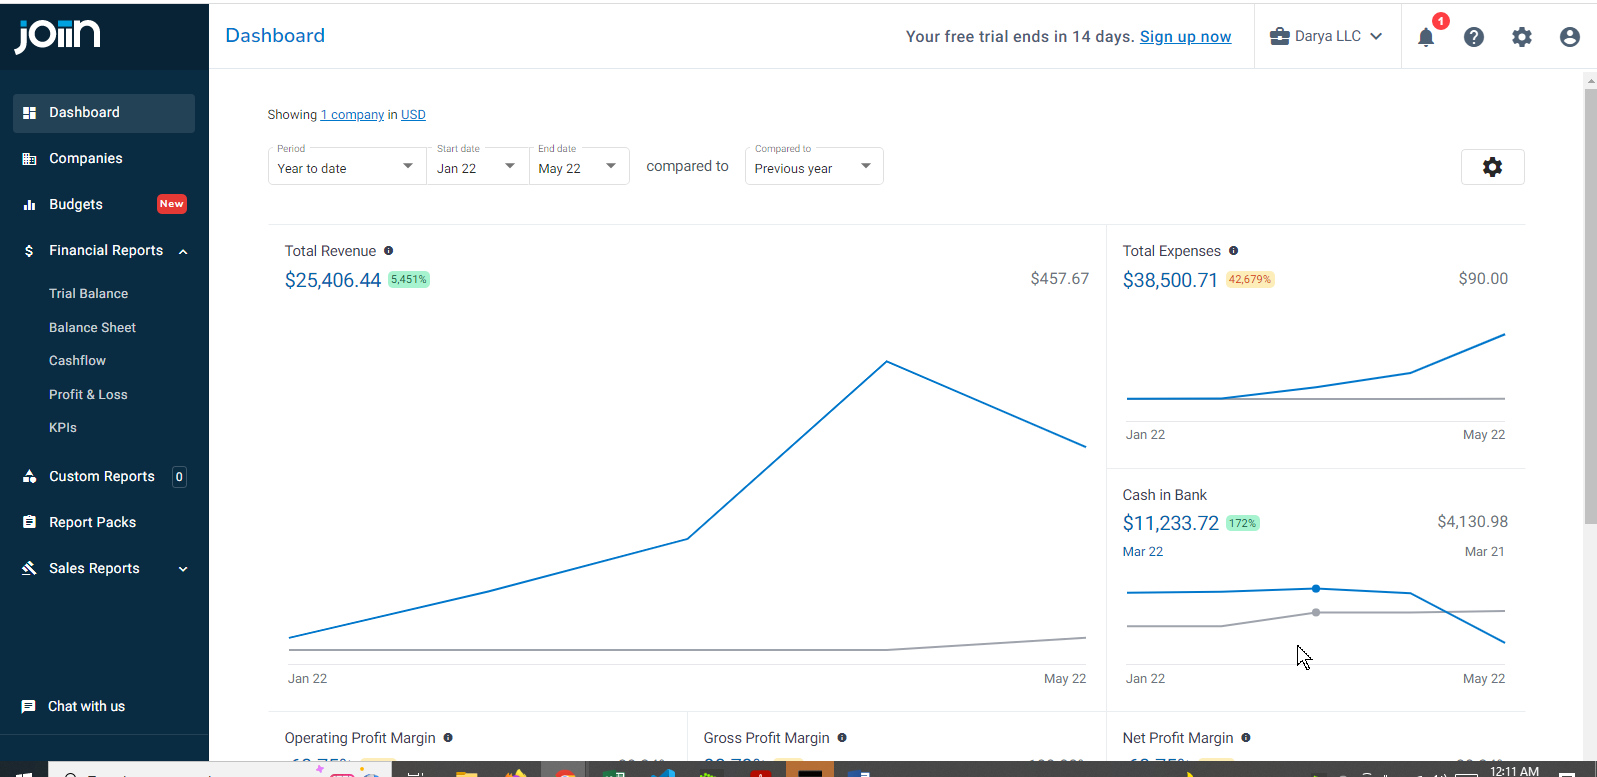 joiin
Dashboard
Your free trial ends in 14 days. Sign up now
Darya LLC
1
Dashboard
Companies
Budgets New
Financial Reports
Trial Balance
Balance Sheet
Cashflow
Profit & Loss
KPIs
Custom Reports 0
Report Packs
Sales Reports
Chat with us
Showing 1 company in USD
Period
Year to date
Start date
Jan 22
End date
May 22
compared to
Compared to
Previous year
Total Revenue
$25,406.44 5,451% $457.67
Jan 22 May 22
Total Expenses
$38,500.71 42,679% $90.00
Jan 22 May 22
Cash in Bank
$11,233.72 172% $4,130.98
Mar 22 Mar 21
Jan 22 May 22
Operating Profit Margin
Gross Profit Margin
Net Profit Margin
12:11 AM